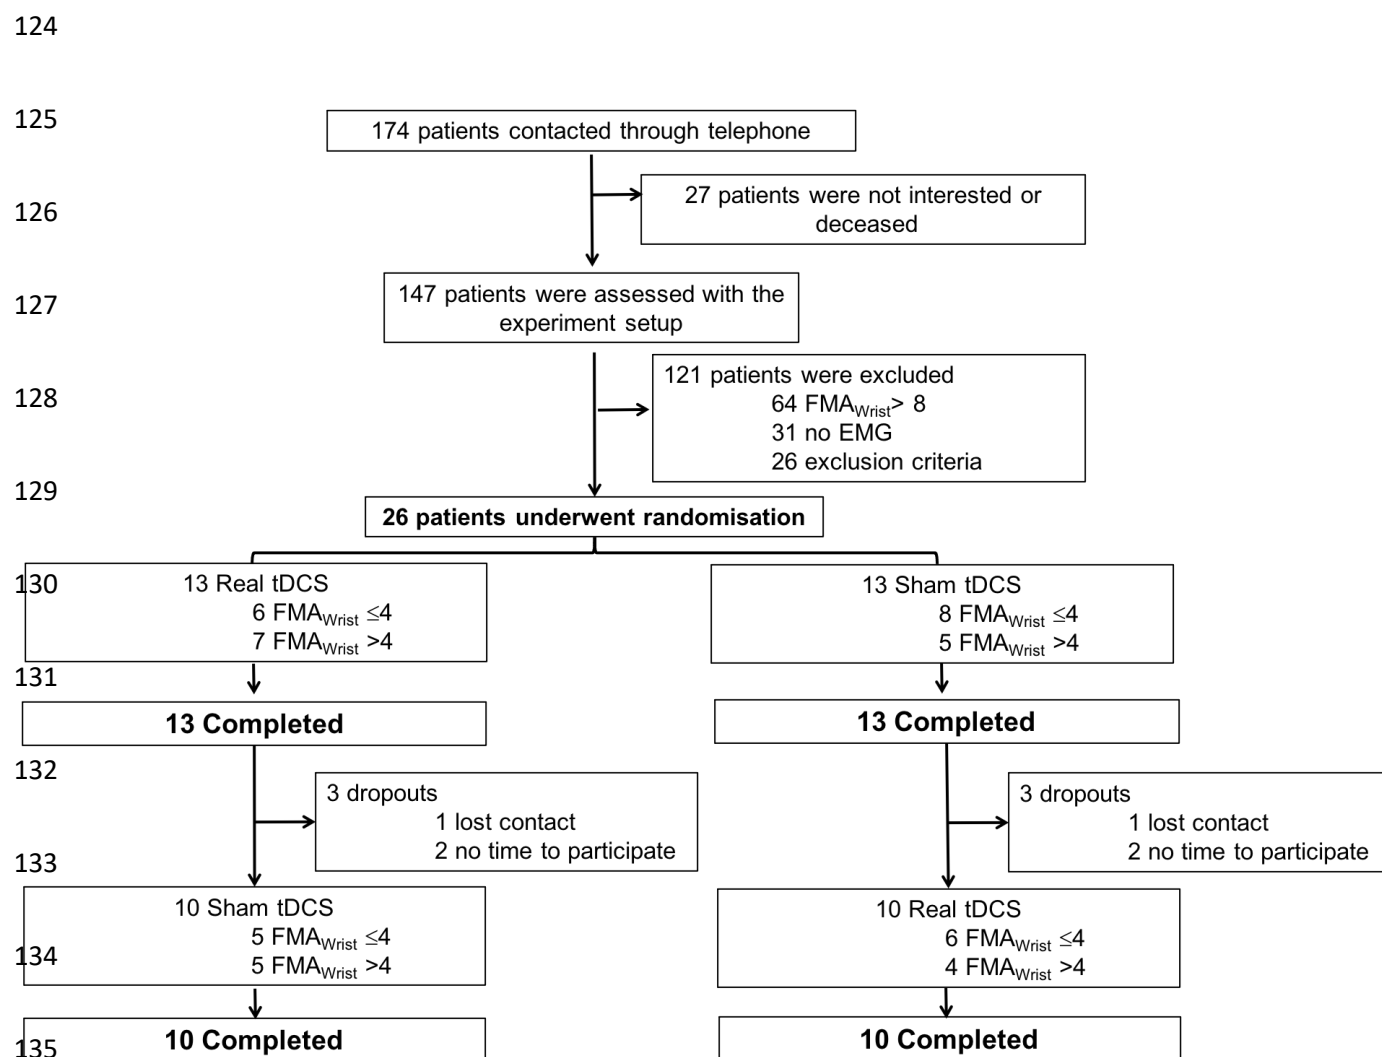 124
125
174 patients contacted through telephone
27 patients were not interested or
deceased
126
147 patients were assessed with the
experiment setup
127
121 patients were excluded
64 FMAWrist> 8
31 no EMG
26 exclusion criteria
128
129
26 patients underwent randomisation
130
13 Real tDCS
6 FMAWrist ≤4
7 FMAWrist >4
13 Sham tDCS
8 FMAWrist ≤4
5 FMAWrist >4
131
13 Completed
13 Completed
132
3 dropouts
1 lost contact
2 no time to participate
3 dropouts
1 lost contact
2 no time to participate
133
10 Sham tDCS
5 FMAWrist ≤4
5 FMAWrist >4
10 Real tDCS
6 FMAWrist ≤4
4 FMAWrist >4
134
10 Completed
10 Completed
135